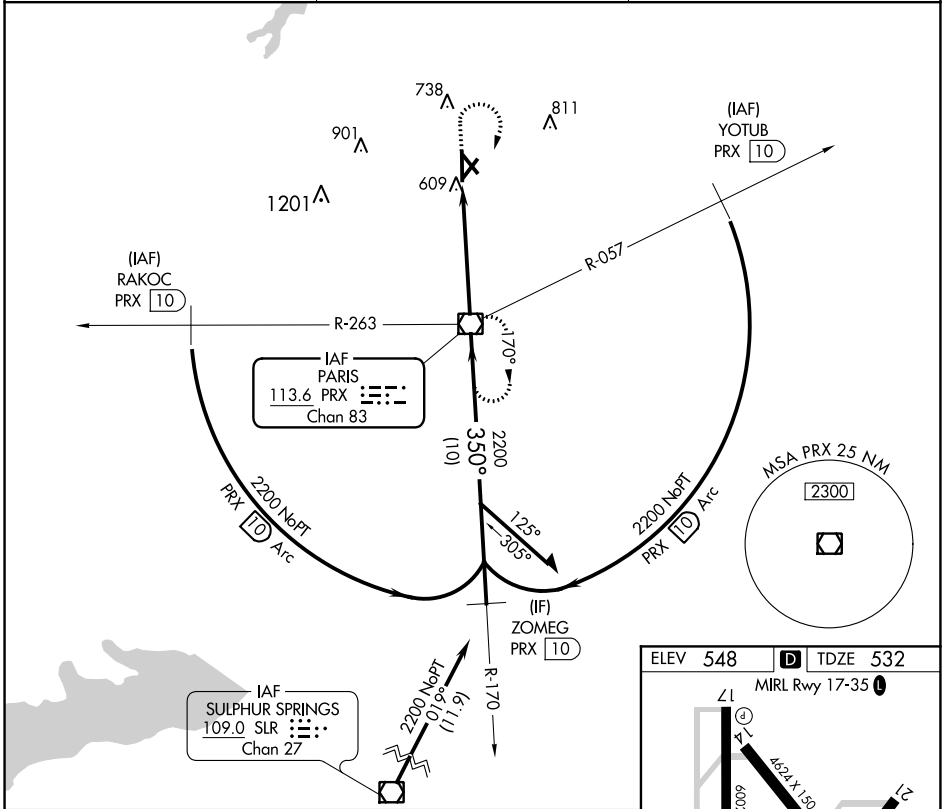 738
811
901
609
1201
(IAF)
YOTUB
PRX 10
R-057
(IAF)
RAKOC
PRX 10
R-263
IAF
PARIS
113.6 PRX
Chan 83
170°
2200
350°
(10)
MSA PRX 25 NM
2300
2200 NoPT
PRX 10 Arc
2200 NoPT
PRX 10 Arc
125°
305°
(IF)
ZOMEG
PRX 10
R-170
2200 NoPT
019°
(11.9)
IAF
SULPHUR SPRINGS
109.0 SLR
Chan 27
ELEV 548 D TDZE 532
MIRL Rwy 17-35 L
17
P
14
4624 X 150
21